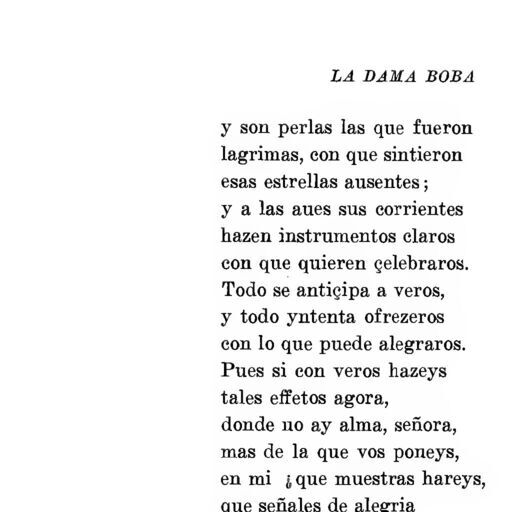 LA DAMA BOBA
y son perlas las que fueron
lagrimas, con que sintieron
esas estrellas ausentes;
y a las aues sus corrientes
hazen instrumentos claros
con que quieren çelebraros.
Todo se antiçipa a veros,
y todo yntenta ofrezeros
con lo que puede alegraros.
Pues si con veros hazeys
tales effetos agora,
donde no ay alma, señora,
mas de la que vos poneys,
en mi ¿que muestras hareys,
que señales de alegria